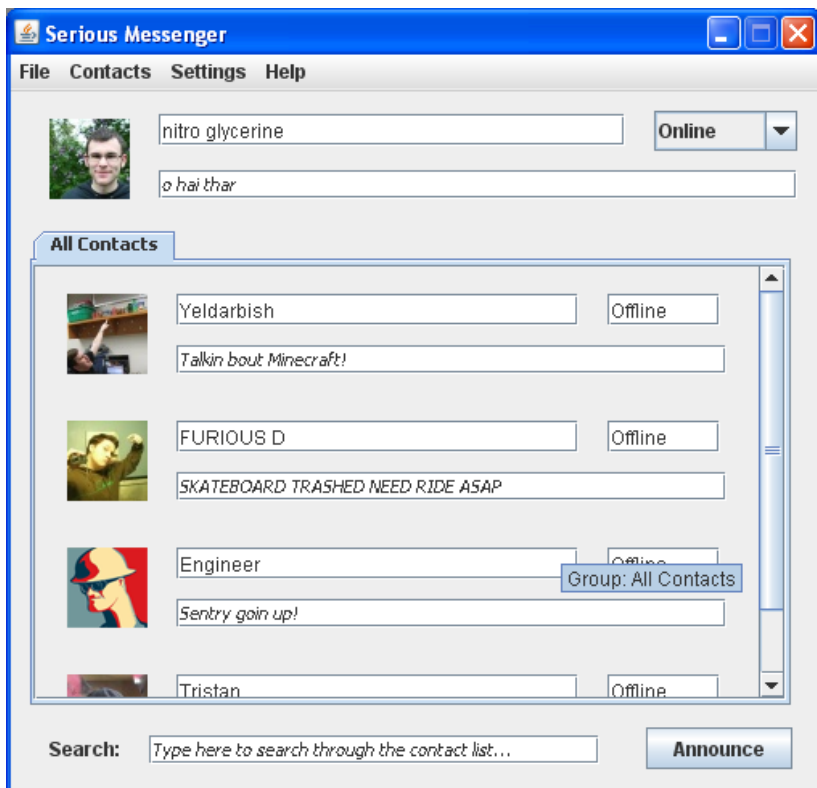 Serious Messenger
File Contacts Settings Help
nitro glycerine Online
o hai thar
All Contacts
Yeldarbish Offline
Talkin bout Minecraft!
FURIOUS D Offline
SKATEBOARD TRASHED NEED RIDE ASAP
Engineer Offline
Group: All Contacts
Sentry goin up!
Tristan Offline
Search: Type here to search through the contact list... Announce